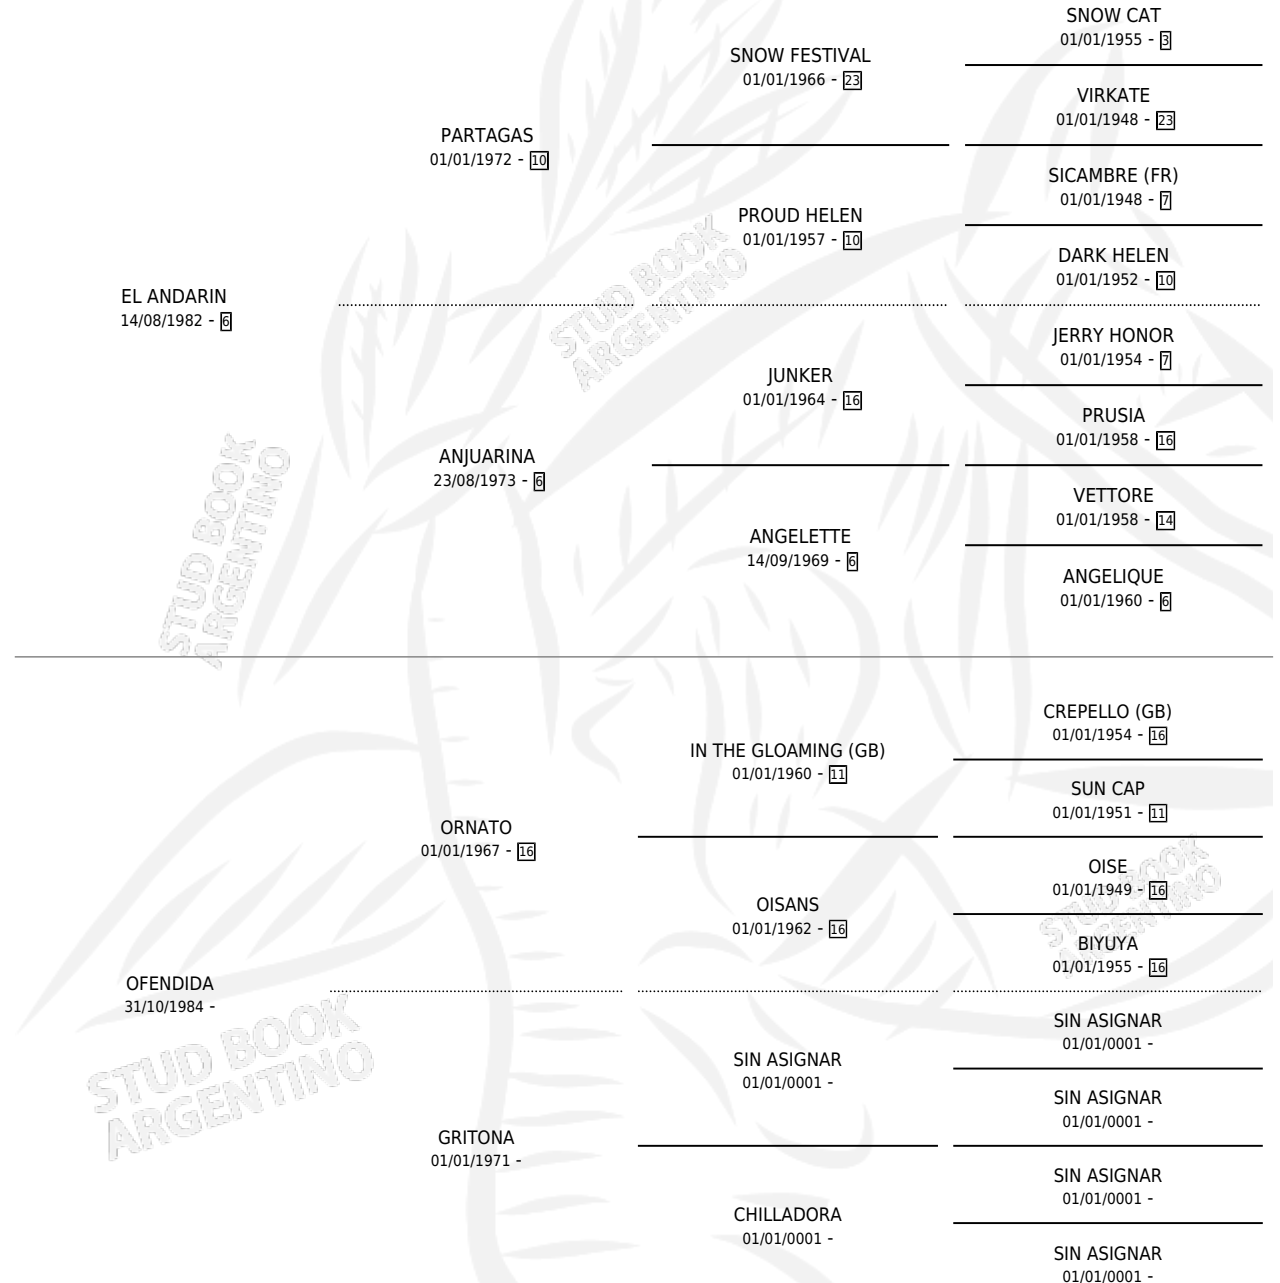 SNOW CAT
01/01/1955 - 3
SNOW FESTIVAL
01/01/1966 - 23
VIRKATE
01/01/1948 - 23
PARTAGAS
01/01/1972 - 10
SICAMBRE (FR)
01/01/1948 - 7
PROUD HELEN
01/01/1957 - 10
DARK HELEN
01/01/1952 - 10
EL ANDARIN
14/08/1982 - 6
JERRY HONOR
01/01/1954 - 7
JUNKER
01/01/1964 - 16
PRUSIA
01/01/1958 - 16
ANJUARINA
23/08/1973 - 6
VETTORE
01/01/1958 - 14
ANGELETTE
14/09/1969 - 6
ANGELIQUE
01/01/1960 - 6
CREPELLO (GB)
01/01/1954 - 16
IN THE GLOAMING (GB)
01/01/1960 - 11
SUN CAP
01/01/1951 - 11
ORNATO
01/01/1967 - 16
OISE
01/01/1949 - 16
OISANS
01/01/1962 - 16
BIYUYA
01/01/1955 - 16
OFENDIDA
31/10/1984 -
SIN ASIGNAR
01/01/0001 -
SIN ASIGNAR
01/01/0001 -
SIN ASIGNAR
01/01/0001 -
GRITONA
01/01/1971 -
SIN ASIGNAR
01/01/0001 -
CHILLADORA
01/01/0001 -
SIN ASIGNAR
01/01/0001 -
STUD BOOK
ARGENTINO
STUD BOOK
ARGENTINO
STUD BOOK
ARGENTINO
STUD BOOK
ARGENTINO